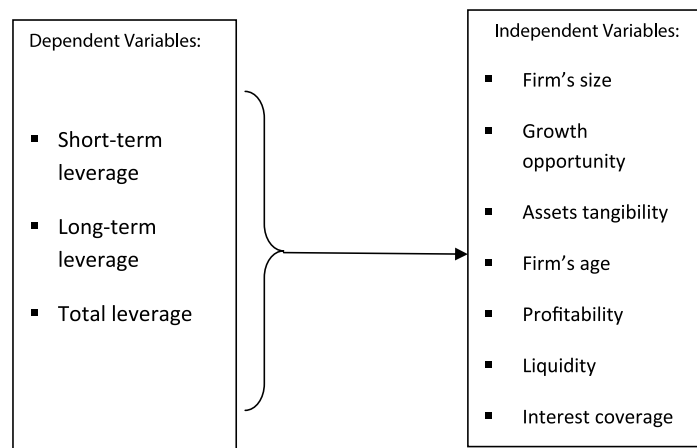 Dependent Variables:
▪ Short-term
leverage
▪ Long-term
leverage
▪ Total leverage
Independent Variables:
▪ Firm’s size
▪ Growth
opportunity
▪ Assets tangibility
▪ Firm’s age
▪ Profitability
▪ Liquidity
▪ Interest coverage